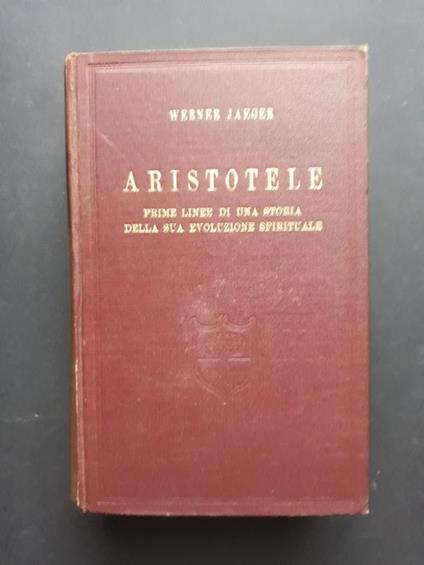 WERNER JAEGER
ARISTOTELE
PRIME LINEE DI UNA STORIA
DELLA SUA EVOLUZIONE SPIRITUALE